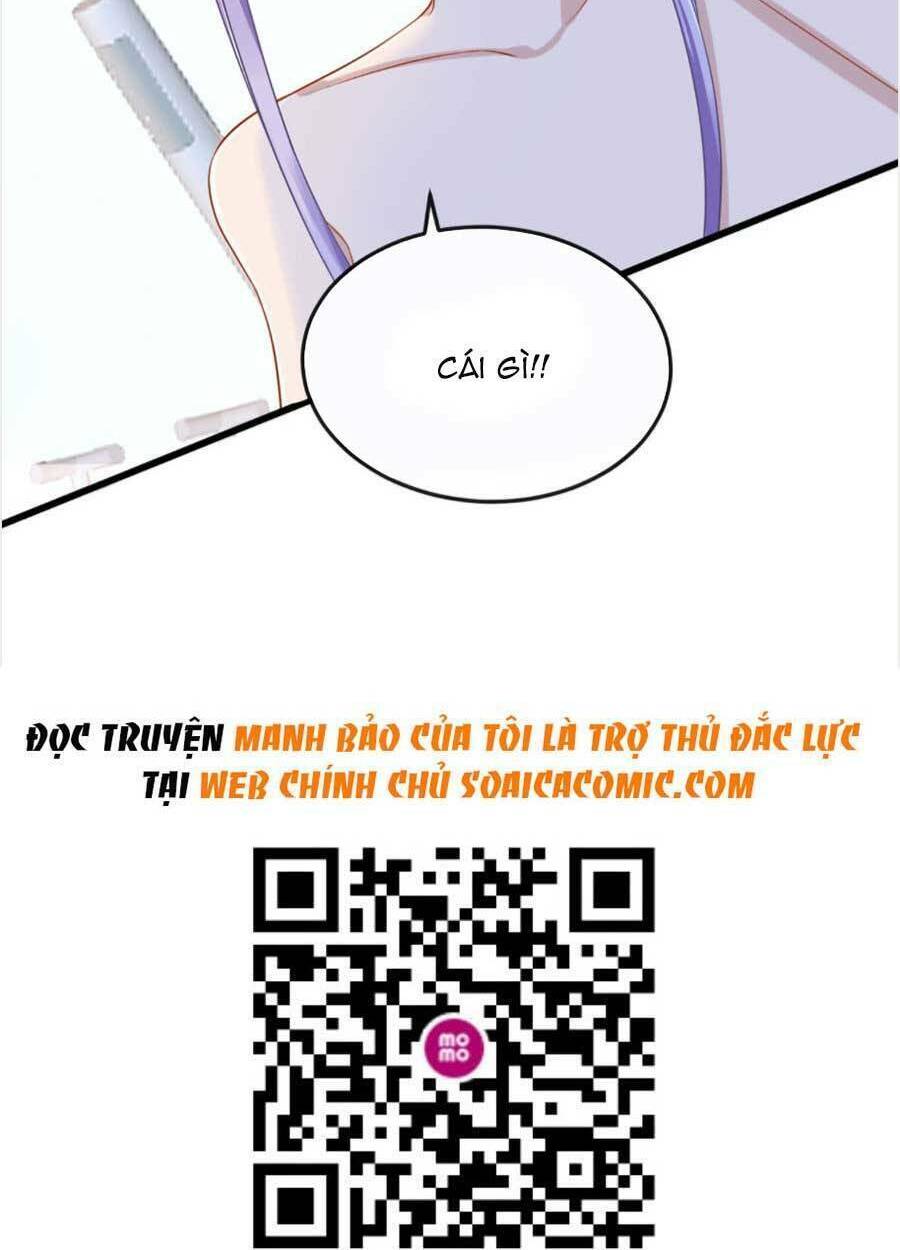 CÁI GÌ!!
ĐỌC TRUYỆN MANH BẢO CỦA TÔI LÀ TRỢ THỦ ĐẮC LỰC
TẠI WEB CHÍNH CHỦ SOAICACOMIC.COM
mo
mo